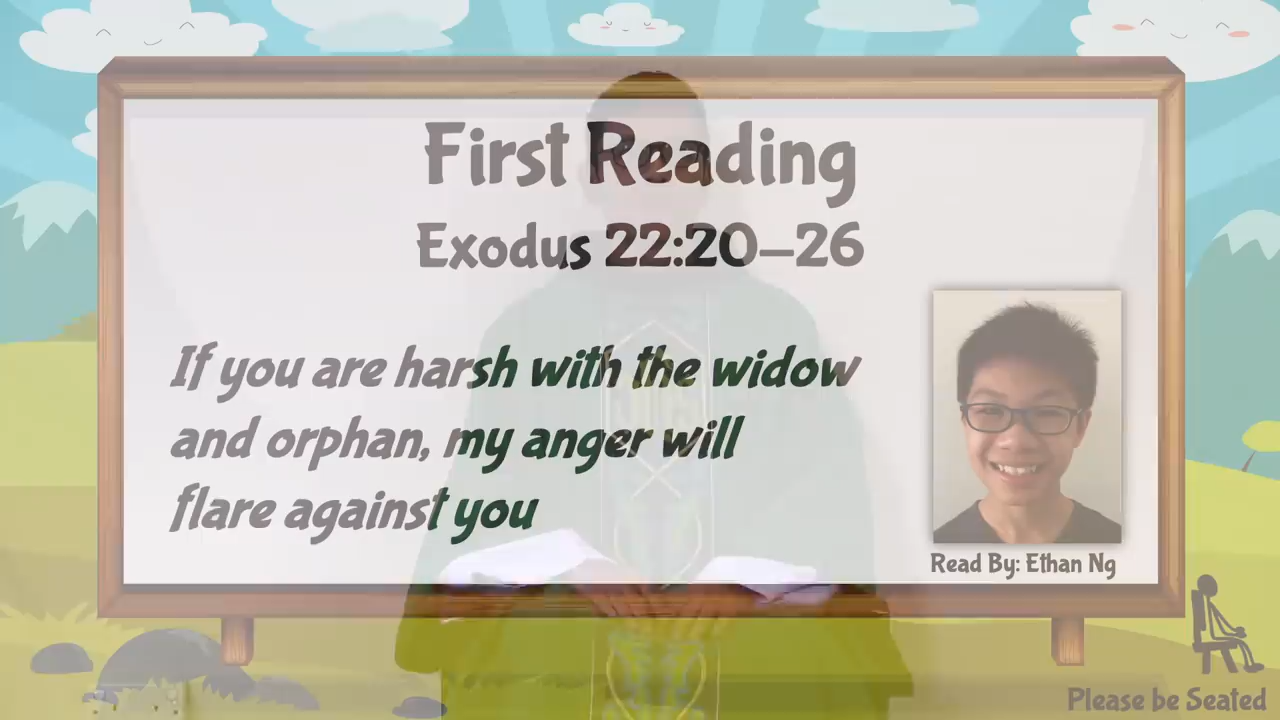 First Reading
Exodus 22:20–26
If you are harsh with the widow
and orphan, my anger will
flare against you
Read By: Ethan Ng
Please be Seated